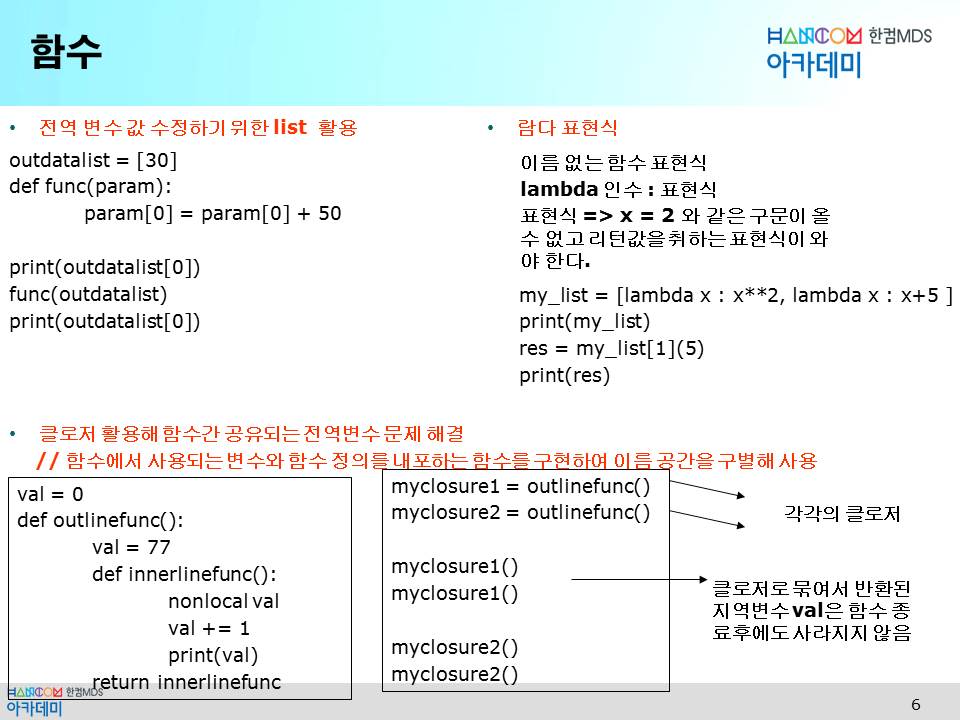 함수
HANCOM 한컴MDS
아카데미
• 전역 변수 값 수정하기 위한 list 활용
outdatalist = [30]
def func(param):
param[0] = param[0] + 50
print(outdatalist[0])
func(outdatalist)
print(outdatalist[0])
• 람다 표현식
이름 없는 함수 표현식
lambda 인수 : 표현식
표현식 => x = 2 와 같은 구문이 올
수 없고 리턴값을 취하는 표현식이 와
야 한다.
my_list = [lambda x : x**2, lambda x : x+5 ]
print(my_list)
res = my_list[1](5)
print(res)
• 클로저 활용해 함수간 공유되는 전역변수 문제 해결
// 함수에서 사용되는 변수와 함수 정의를 내포하는 함수를 구현하여 이름 공간을 구별해 사용
val = 0
def outlinefunc():
val = 77
def innerlinefunc():
nonlocal val
val += 1
print(val)
return innerlinefunc
myclosure1 = outlinefunc()
myclosure2 = outlinefunc()
myclosure1()
myclosure1()
myclosure2()
myclosure2()
각각의 클로저
클로저로 묶여서 반환된
지역변수 val은 함수 종
료후에도 사라지지 않음
HANCOM 한컴MDS
아카데미
6